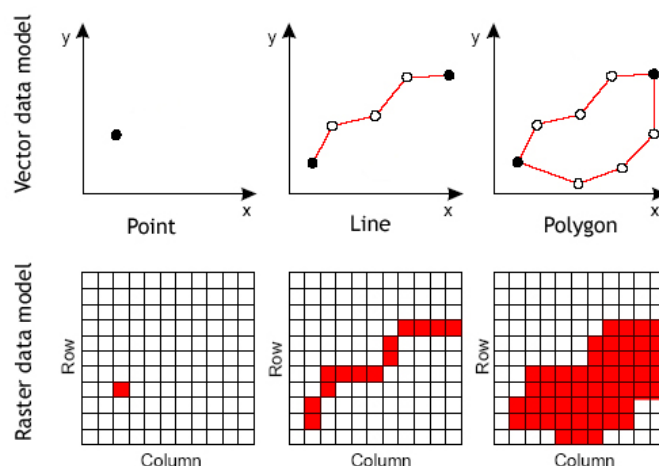 Vector data model
y
x
Point
y
x
Line
y
x
Polygon
Raster data model
Row
Column
Row
Column
Row
Column